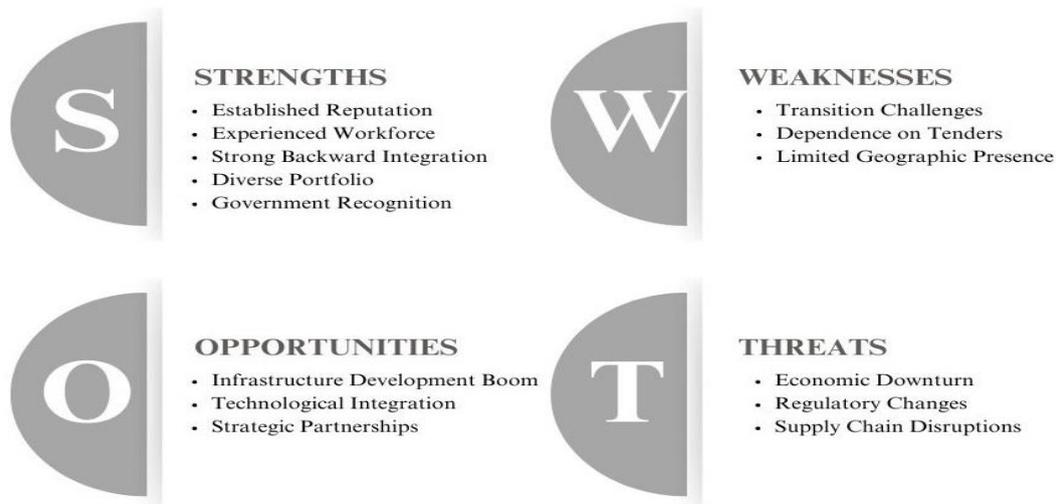 S
STRENGTHS
• Established Reputation
• Experienced Workforce
• Strong Backward Integration
• Diverse Portfolio
• Government Recognition
W
WEAKNESSES
• Transition Challenges
• Dependence on Tenders
• Limited Geographic Presence
O
OPPORTUNITIES
• Infrastructure Development Boom
• Technological Integration
• Strategic Partnerships
T
THREATS
• Economic Downturn
• Regulatory Changes
• Supply Chain Disruptions